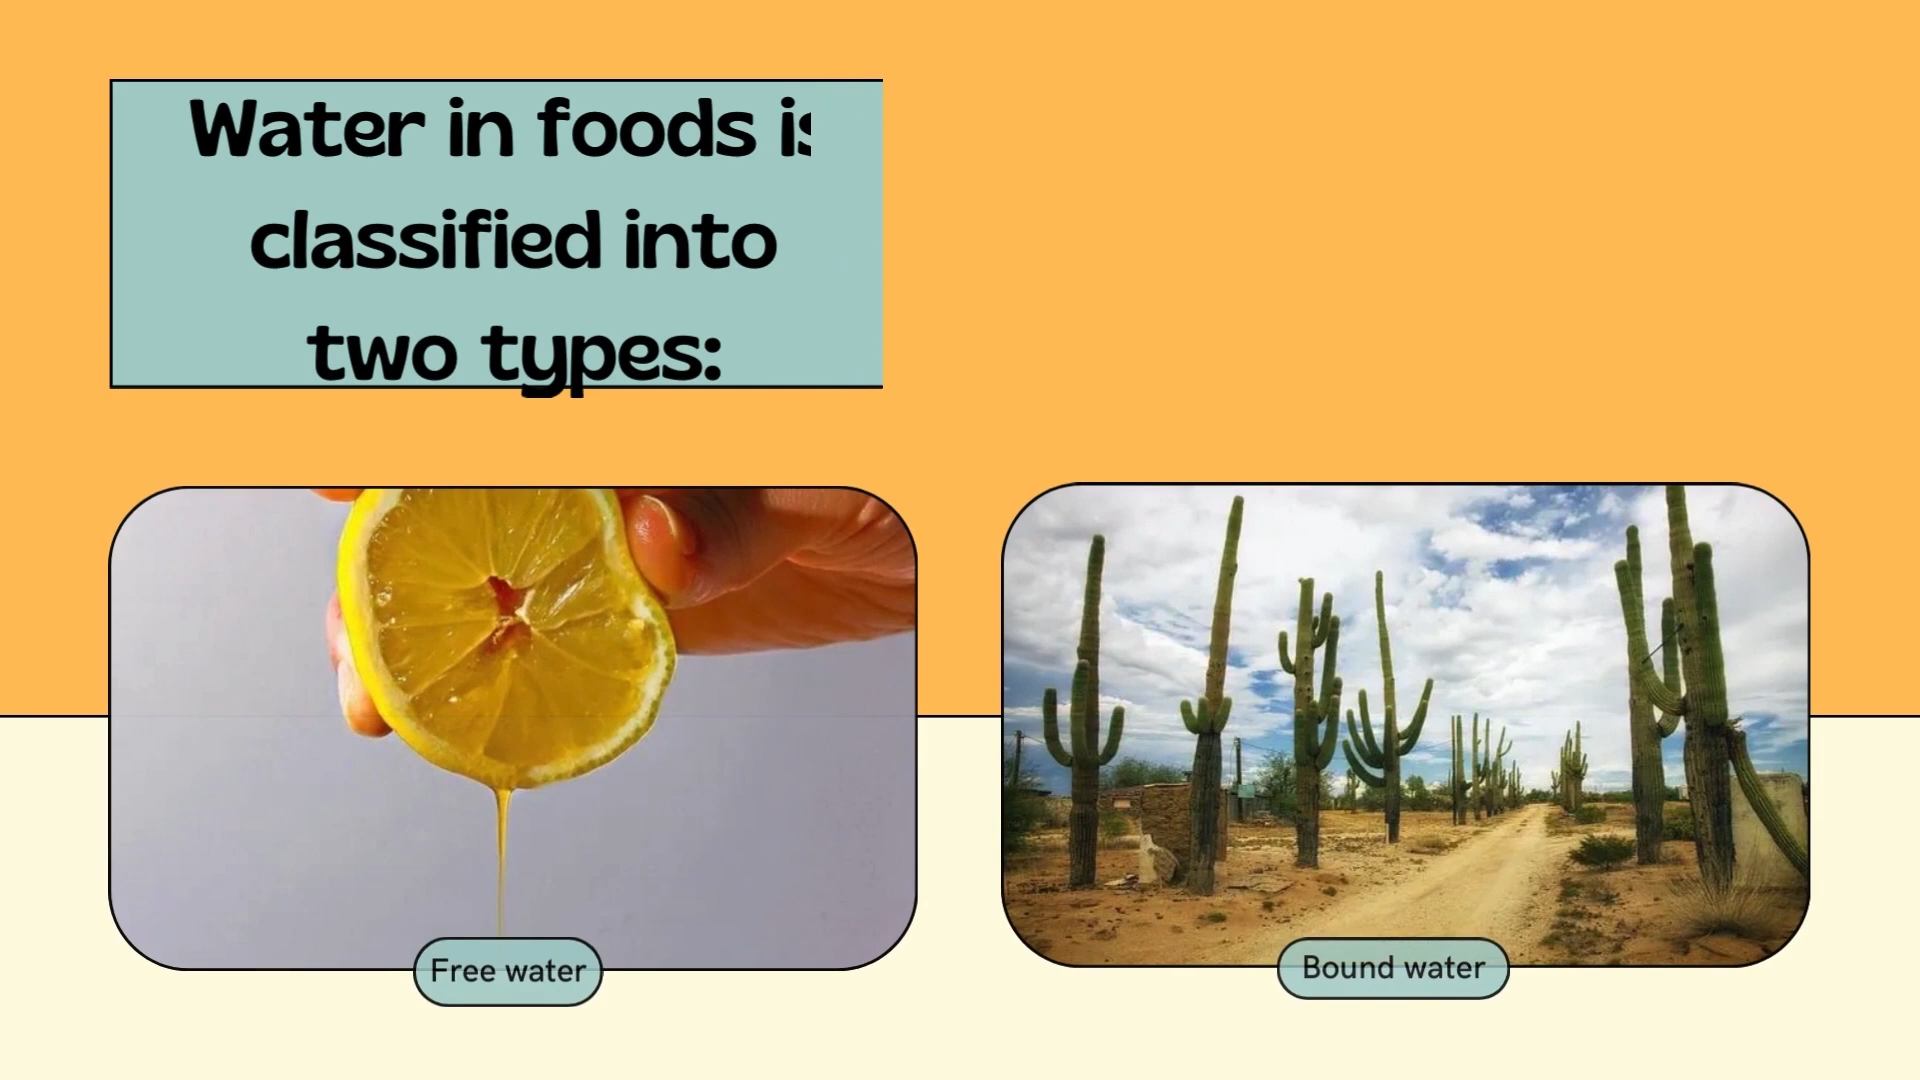 Water in foods is
classified into
two types:
Free water
Bound water